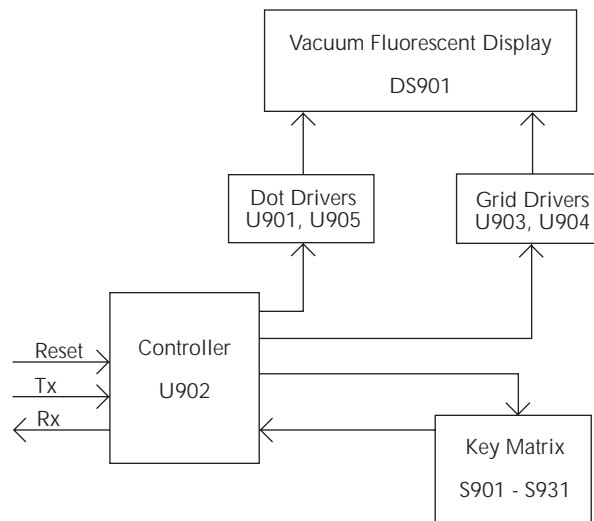 Vacuum Fluorescent Display
DS901
Dot Drivers
U901, U905
Grid Drivers
U903, U904
Reset
Tx
Rx
Controller
U902
Key Matrix
S901 - S931